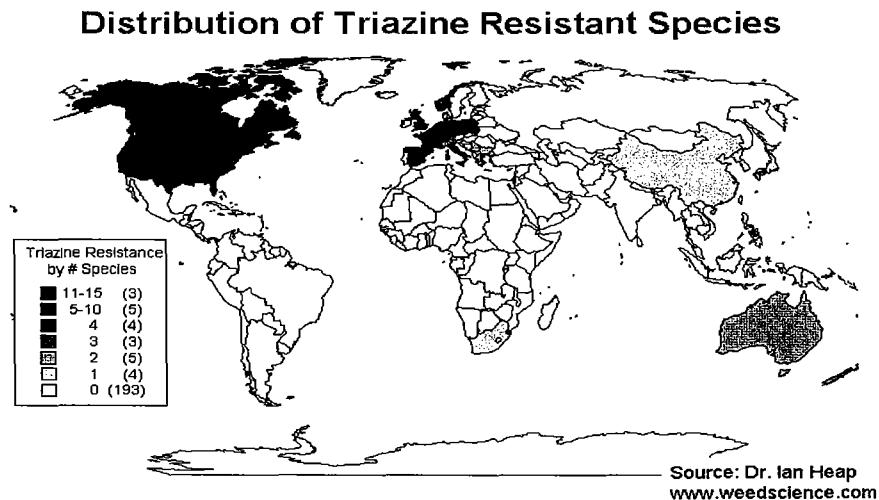 Distribution of Triazine Resistant Species
Triazine Resistance
by # Species
11-15 (3)
5-10 (5)
4 (4)
3 (3)
2 (5)
1 (4)
0 (193)
Source: Dr. Ian Heap
www.weedscience.com